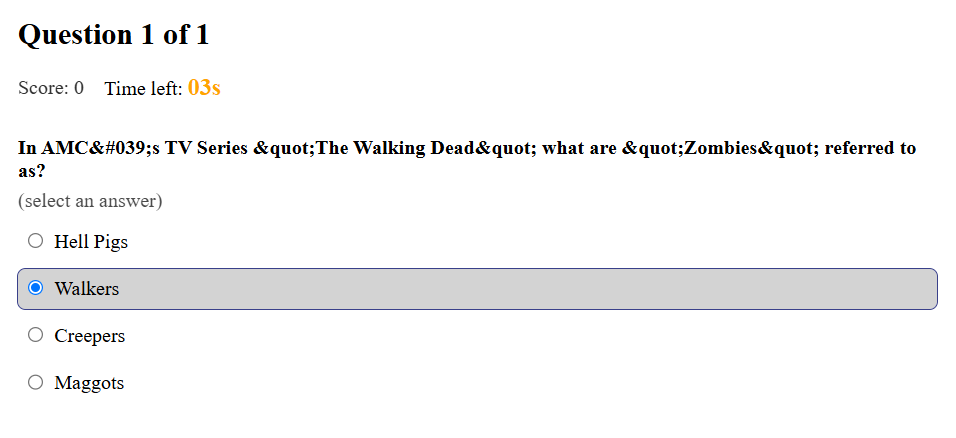 Question 1 of 1
Score: 0 Time left: 03s
In AMC&#039;s TV Series &quot;The Walking Dead&quot; what are &quot;Zombies&quot; referred to
as?
(select an answer)
Hell Pigs
Walkers
Creepers
Maggots